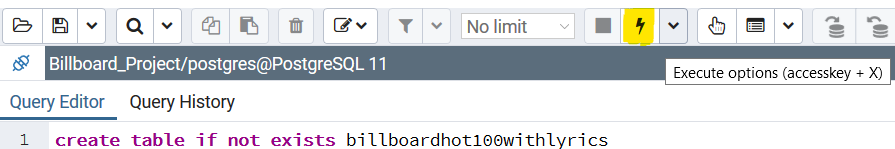 No limit
Billboard_Project/postgres@PostgreSQL 11
Execute options (accesskey + X)
Query Editor Query History
1 create table if not exists billboardhot100withlyrics